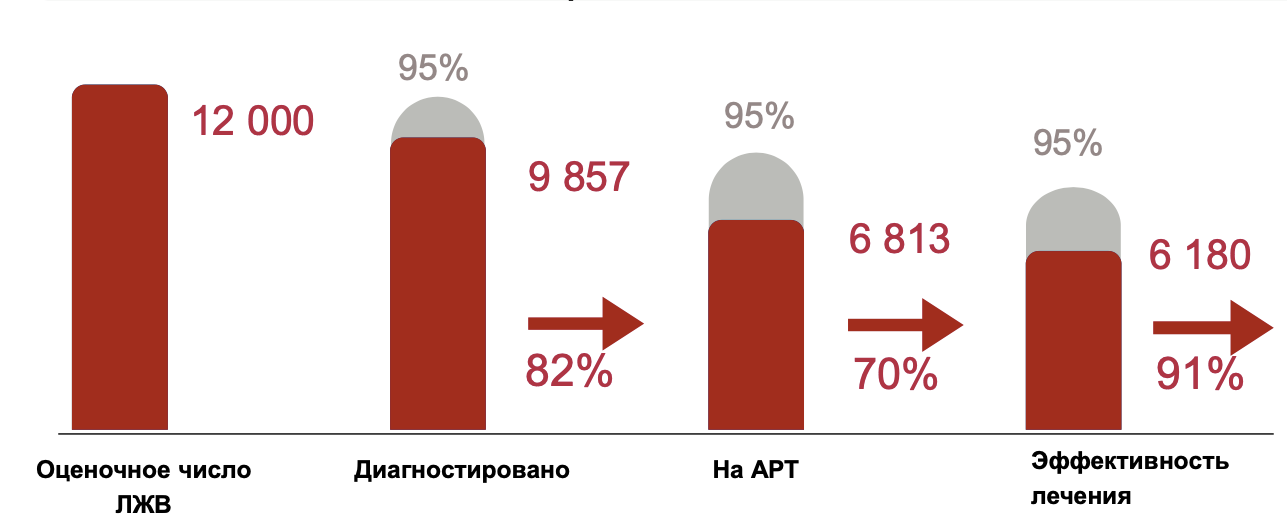 95%
12 000
95%
9 857
95%
6 813
6 180
82%
70%
91%
Оценочное число
ЛЖВ
Диагностировано
На АРТ
Эффективность
лечения